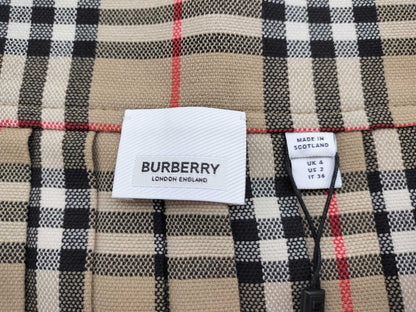 BURBERRY
LONDON ENGLAND
MADE IN
SCOTLAND
UK 4
US 2
IT 36